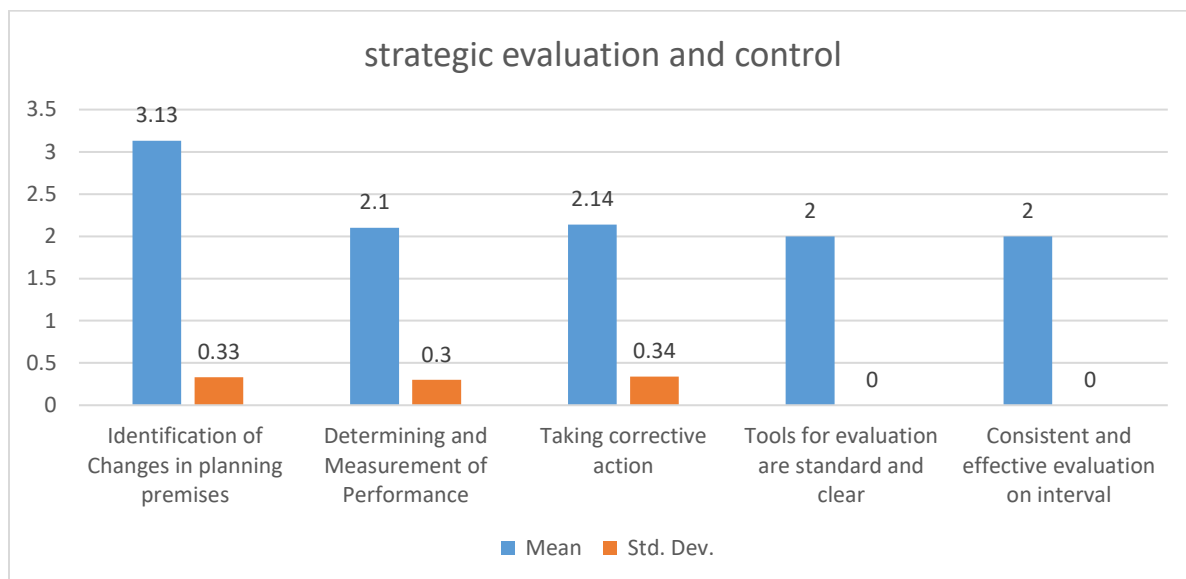 strategic evaluation and control
3.5
3
2.5
2
1.5
1
0.5
0
3.13
0.33
2.1
0.3
2.14
0.34
2
0
2
0
Identification of
Changes in planning
premises
Determining and
Measurement of
Performance
Taking corrective
action
Tools for evaluation
are standard and
clear
Consistent and
effective evaluation
on interval
Mean
Std. Dev.